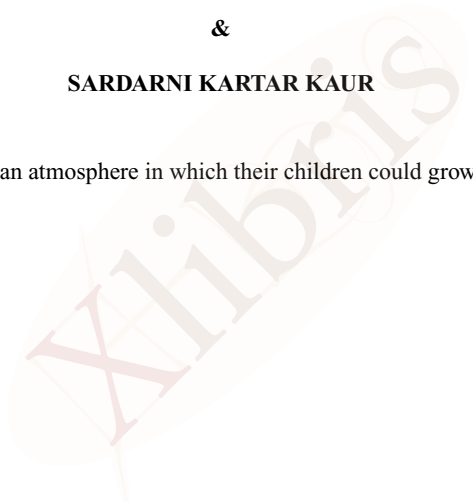 &
SARDARNI KARTAR KAUR
an atmosphere in which their children could grow
Xlibris